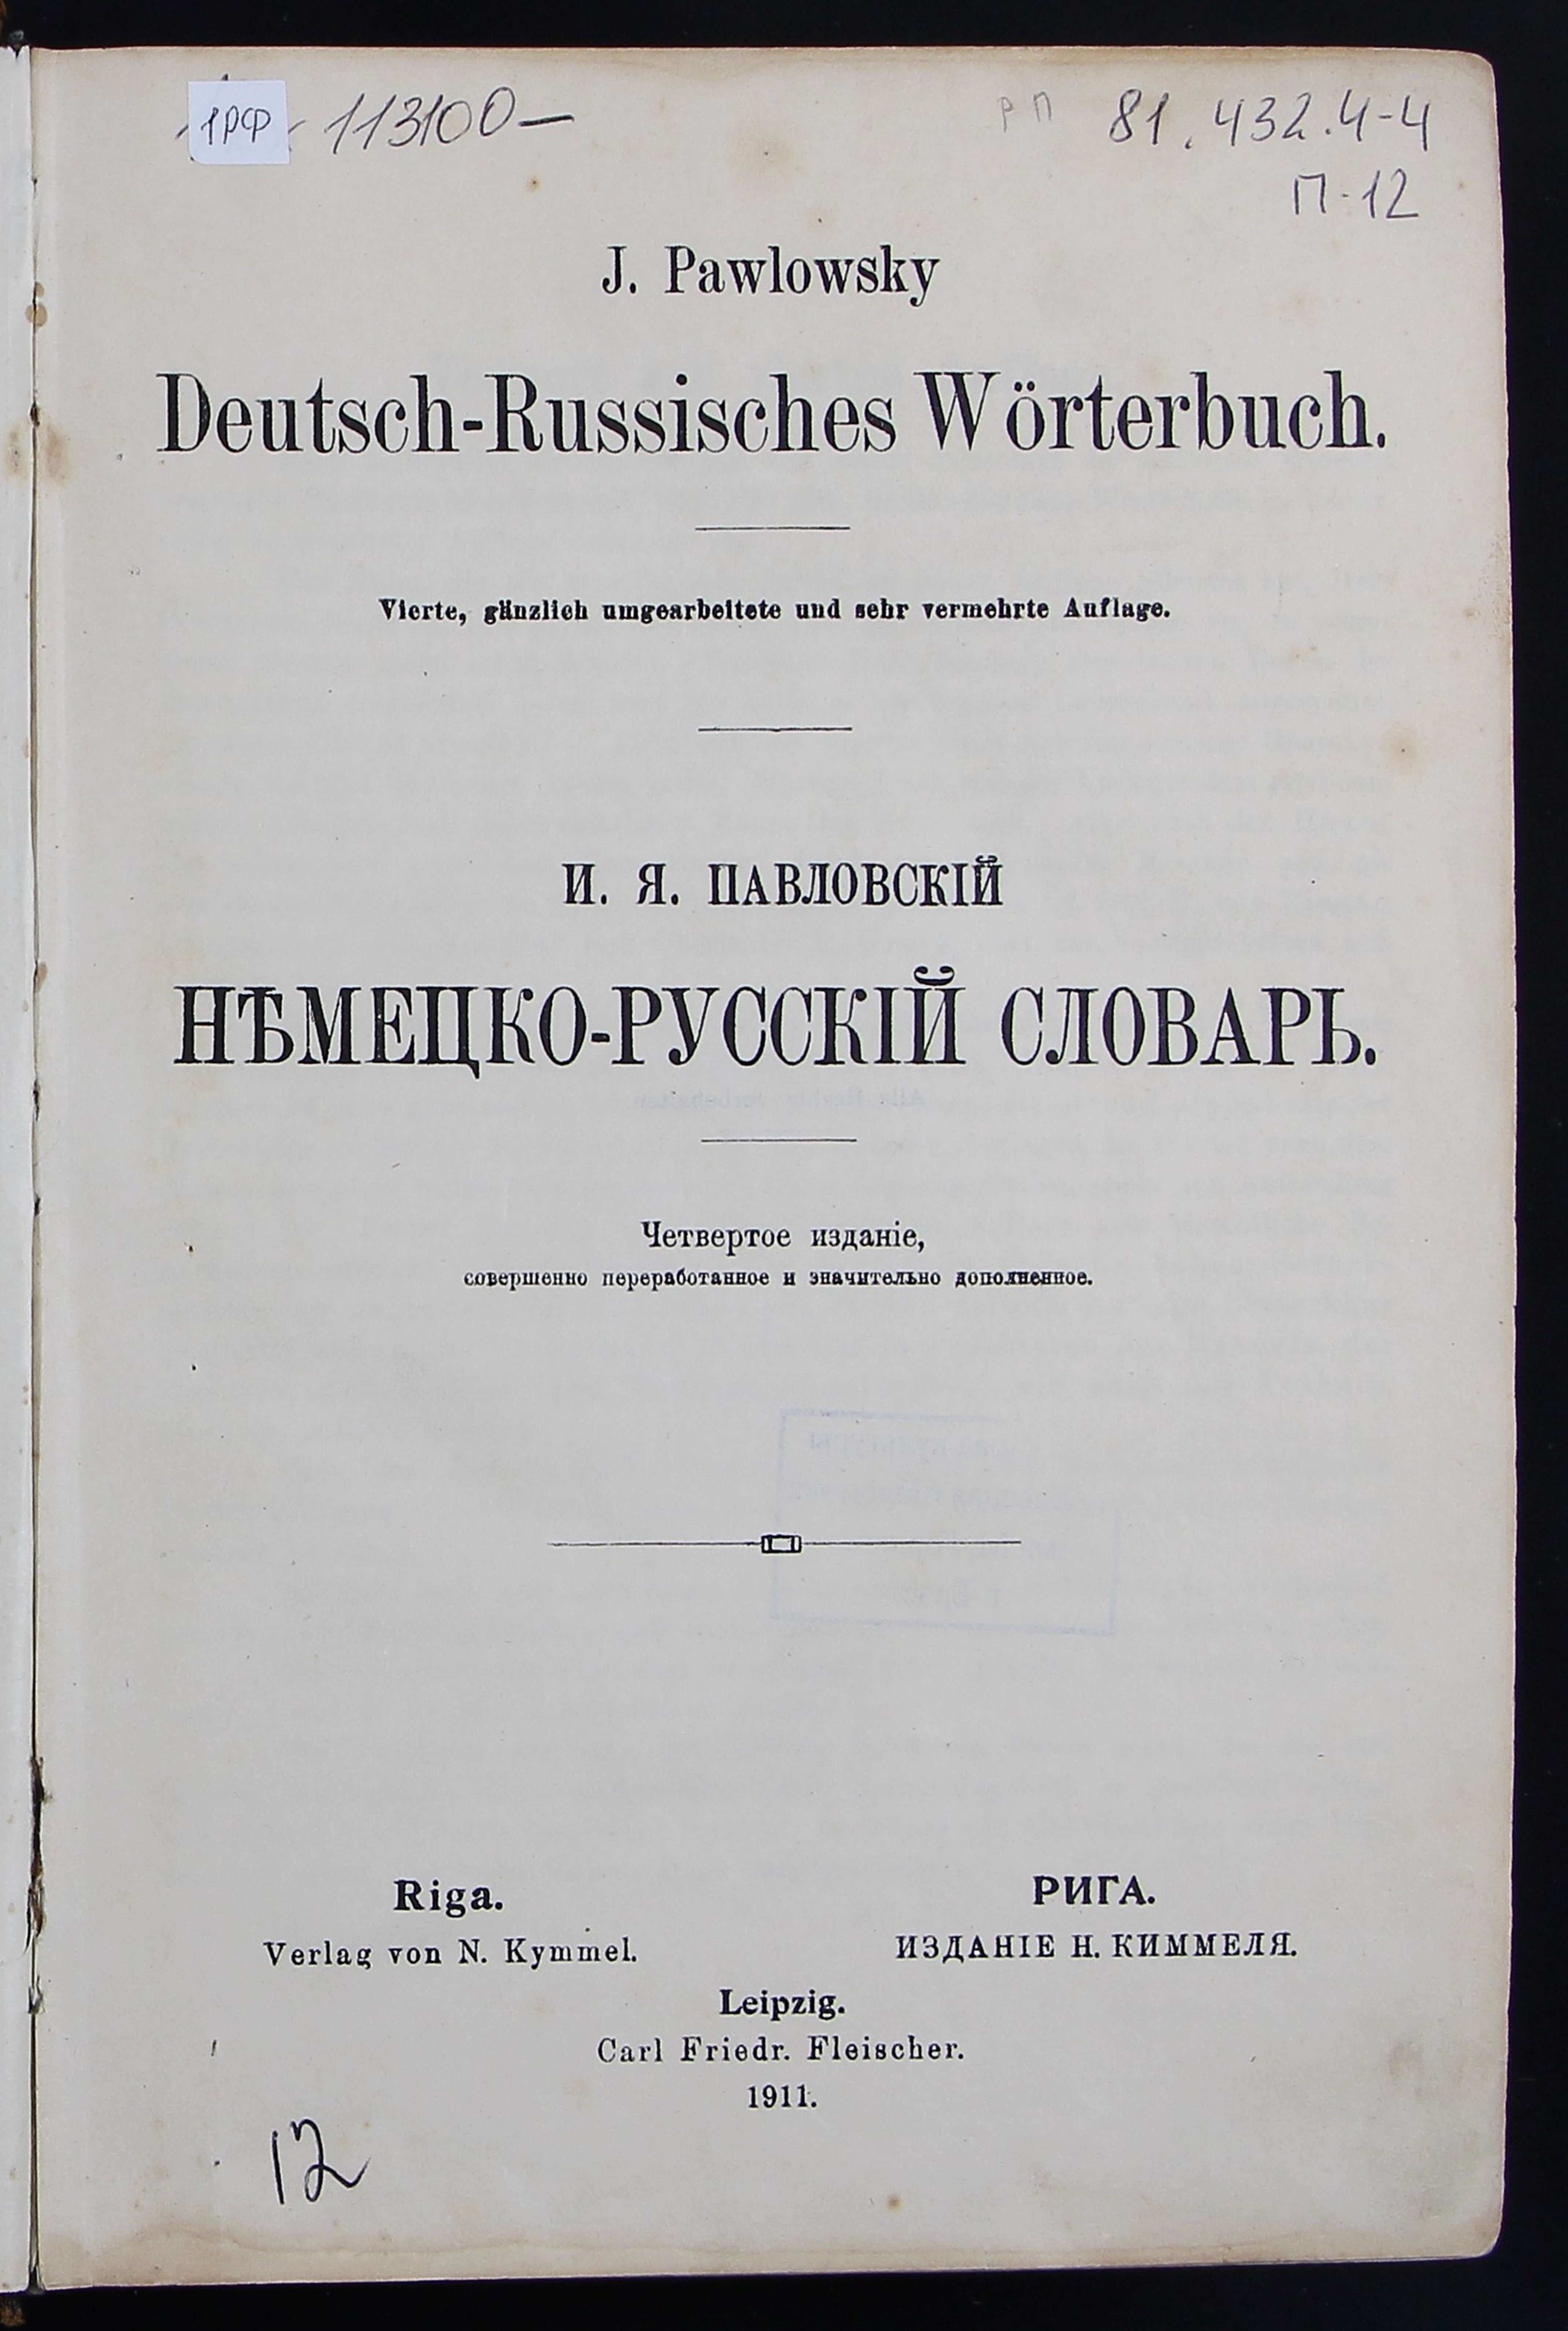 1РФ 113100—
РП 81.432.4-4
П-12
J. Pawlowsky
Deutsch-Russisches Wörterbuch.
Vierte, gänzlich umgearbeitete und sehr vermehrte Auflage.
И. Я. ПАВЛОВСКІЙ
НѢМЕЦКО-РУССКІЙ СЛОВАРЬ.
Четвертое изданіе,
совершенно переработанное и значительно дополненное.
Riga.
Verlag von N. Kymmel.
РИГА.
ИЗДАНІЕ Н. КИММЕЛЯ.
Leipzig.
Carl Friedr. Fleischer.
1911.
12